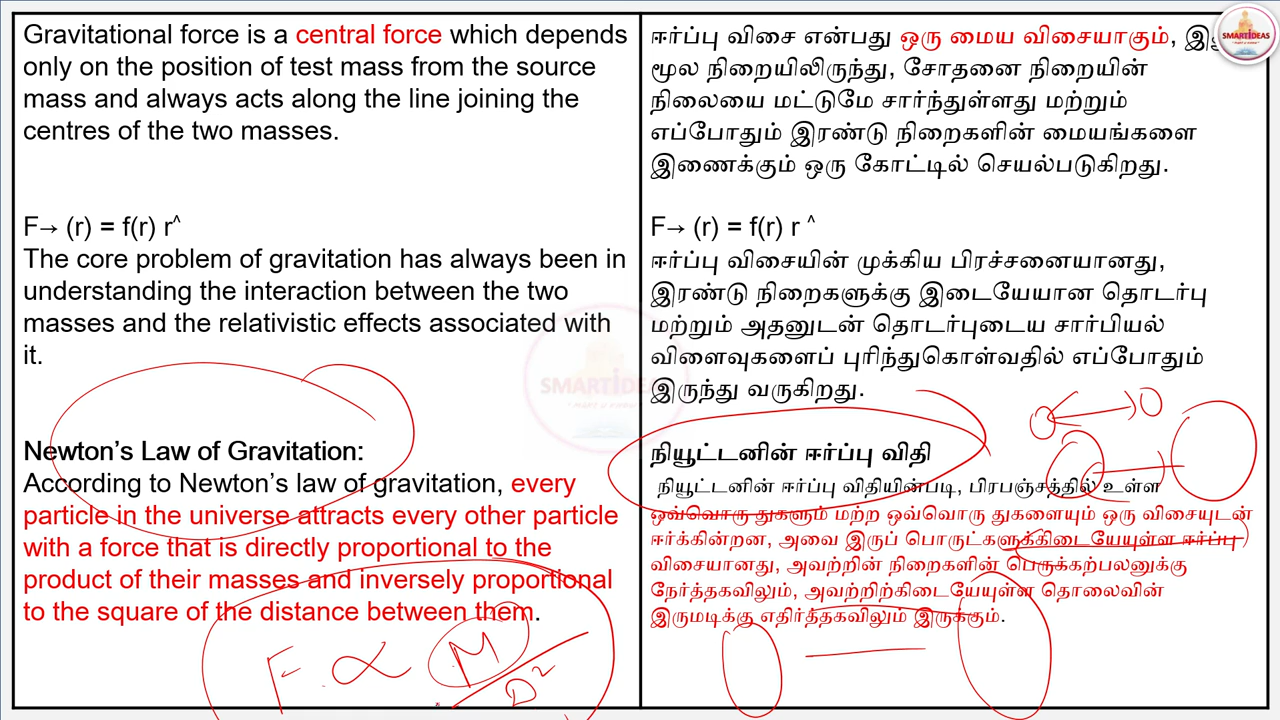 Gravitational force is a central force which depends
only on the position of test mass from the source
mass and always acts along the line joining the
centres of the two masses.
F→ (r) = f(r) r^
The core problem of gravitation has always been in
understanding the interaction between the two
masses and the relativistic effects associated with
it.
Newton's Law of Gravitation:
According to Newton's law of gravitation, every
particle in the universe attracts every other particle
with a force that is directly proportional to the
product of their masses and inversely proportional
to the square of the distance between them.
F ∝ M
D²
ஈர்ப்பு விசை என்பது ஒரு மைய விசையாகும்,
மூல நிறையிலிருந்து, சோதனை நிறையின்
நிலையை மட்டுமே சார்ந்துள்ளது மற்றும்
எப்போதும் இரண்டு நிறைகளின் மையங்களை
இணைக்கும் ஒரு கோட்டில் செயல்படுகிறது.
F→ (r) = f(r) r ^
ஈர்ப்பு விசையின் முக்கிய பிரச்சனையானது,
இரண்டு நிறைகளுக்கு இடையேயான தொடர்பு
மற்றும் அதனுடன் தொடர்புடைய சார்பியல்
விளைவுகளைப் புரிந்துகொள்வதில் எப்போதும்
இருந்து வருகிறது.
நியூட்டனின் ஈர்ப்பு விதி
நியூட்டனின் ஈர்ப்பு விதியின்படி, பிரபஞ்சத்தில் உள்ள
ஒவ்வொரு துகளும் மற்ற ஒவ்வொரு துகளையும் ஒரு விசையுடன்
ஈர்க்கின்றன, அவை இருப் பொருட்களுக்கிடையேயுள்ள ஈர்ப்பு
விசையானது, அவற்றின் நிறைகளின் பெருக்கற்பலனுக்கு
நேர்த்தகவிலும், அவற்றிற்கிடையேயுள்ள தொலைவின்
இருமடிக்கு எதிர்த்தகவிலும் இருக்கும்.
SMARTIDEAS
SMARTIDEAS